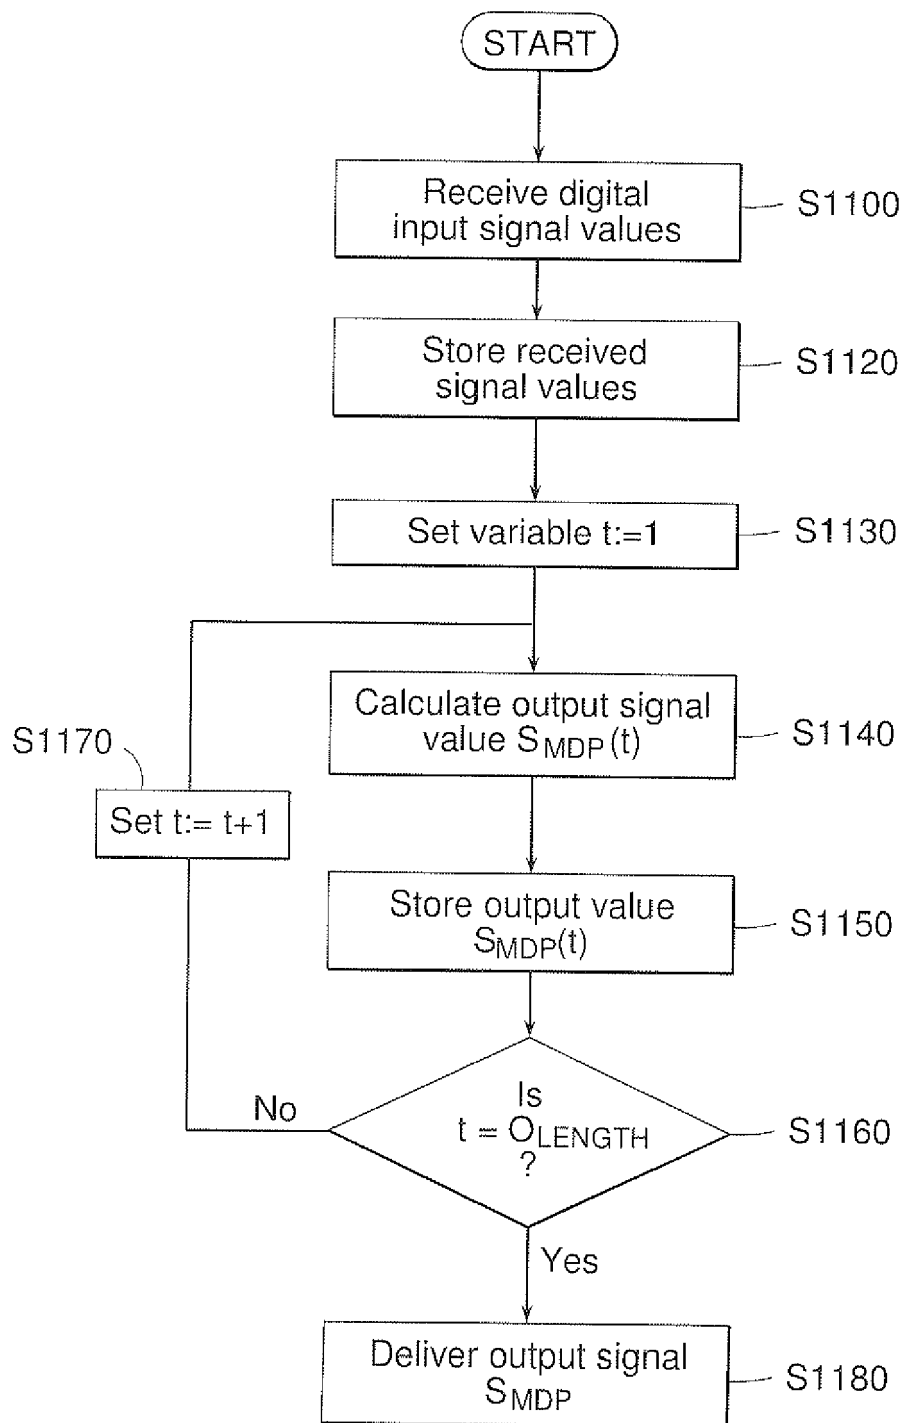 START
Receive digital
input signal values
S1100
Store received
signal values
S1120
Set variable t:=1
S1130
Calculate output signal
value SMDP(t)
S1140
S1170
Set t:= t+1
Store output value
SMDP(t)
S1150
Is
t = OLENGTH
?
S1160
No
Yes
Deliver output signal
SMDP
S1180